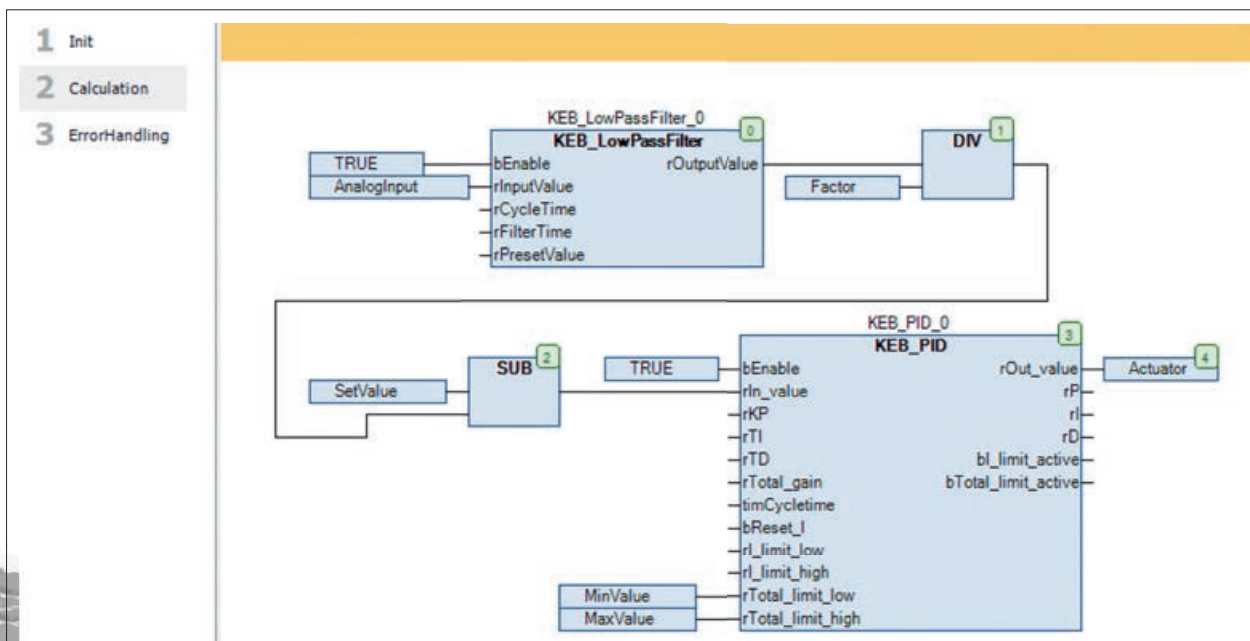 1 Init
2 Calculation
3 ErrorHandling
KEB_LowPassFilter_0
0
KEB_LowPassFilter
TRUE
bEnable
rOutputValue
AnalogInput
rInputValue
rCycleTime
rFilterTime
rPresetValue
1
DIV
Factor
2
SUB
SetValue
KEB_PID_0
3
KEB_PID
TRUE
bEnable
rOut_value
4
Actuator
rIn_value
rP
rKP
rI
rTI
rD
rTD
bI_limit_active
rTotal_gain
bTotal_limit_active
timCycletime
bReset_I
rI_limit_low
rI_limit_high
MinValue
rTotal_limit_low
MaxValue
rTotal_limit_high